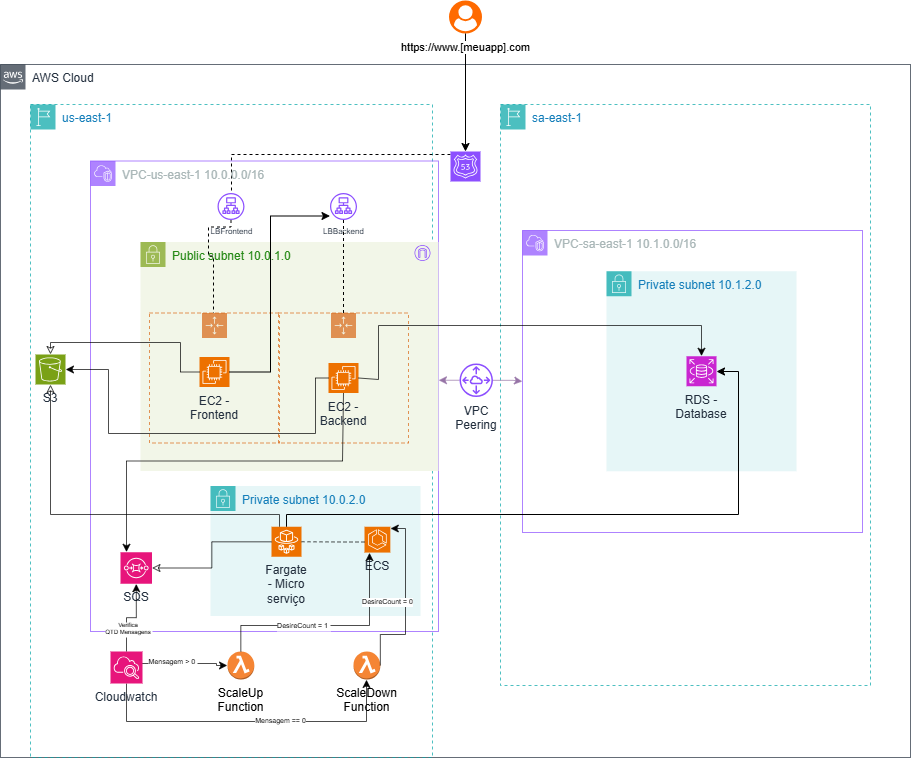 https://www.[meuapp].com
aws
AWS Cloud
us-east-1
sa-east-1
53
VPC-us-east-1 10.0.0.0/16
LBFrontend
LBBackend
VPC-sa-east-1 10.1.0.0/16
Public subnet 10.0.1.0
Private subnet 10.1.2.0
S3
EC2 -
Frontend
EC2 -
Backend
VPC
Peering
RDS -
Database
Private subnet 10.0.2.0
Fargate
- Micro
serviço
ECS
SQS
DesireCount = 0
Verifica
QTD Mensagens
DesireCount = 1
Mensagem > 0
Cloudwatch
ScaleUp
Function
ScaleDown
Function
Mensagem == 0